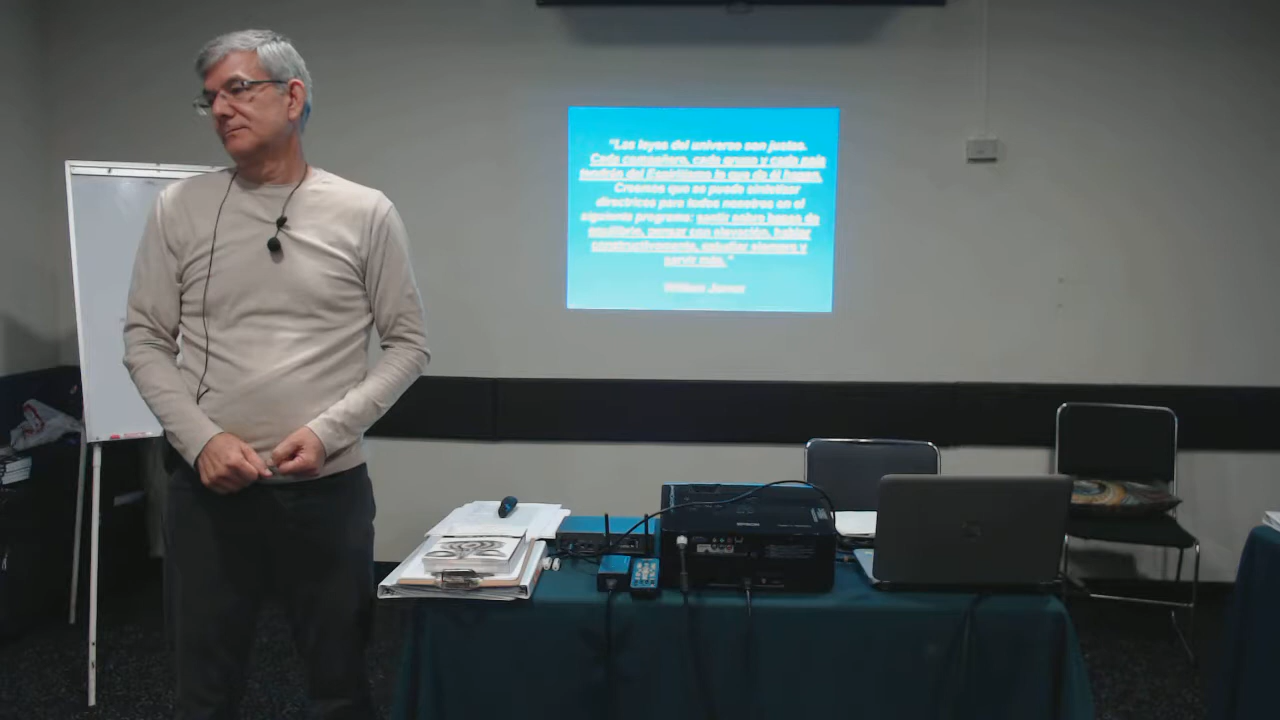 "Las leyes del universo son justas.
Cada compañero, cada grupo y cada país
tendrán del Espiritismo lo que de él hagan.
Creemos que se puede sintetizar
directrices para todos nosotros en el
siguiente programa: sentir sobre bases de
equilibrio, pensar con elevación, hablar
constructivamente, estudiar siempre y
servir más."
William James